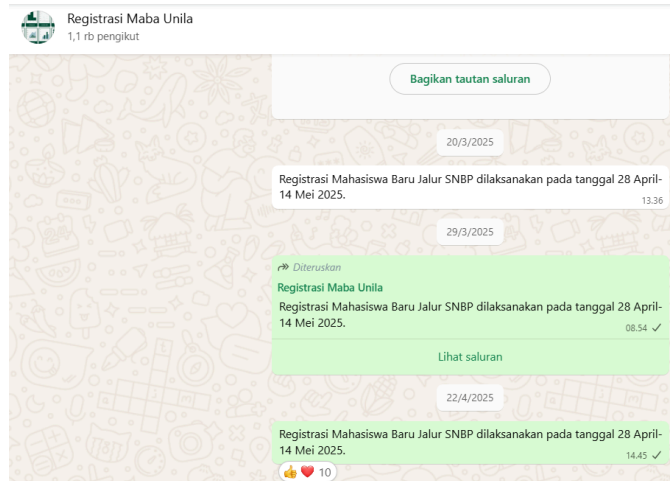 Registrasi Maba Unila
1,1 rb pengikut
Bagikan tautan saluran
20/3/2025
Registrasi Mahasiswa Baru Jalur SNBP dilaksanakan pada tanggal 28 April-
14 Mei 2025.
13.36
29/3/2025
Diteruskan
Registrasi Maba Unila
Registrasi Mahasiswa Baru Jalur SNBP dilaksanakan pada tanggal 28 April-
14 Mei 2025.
08.54 ✓
Lihat saluran
22/4/2025
Registrasi Mahasiswa Baru Jalur SNBP dilaksanakan pada tanggal 28 April-
14 Mei 2025.
14.45 ✓
👍❤️ 10